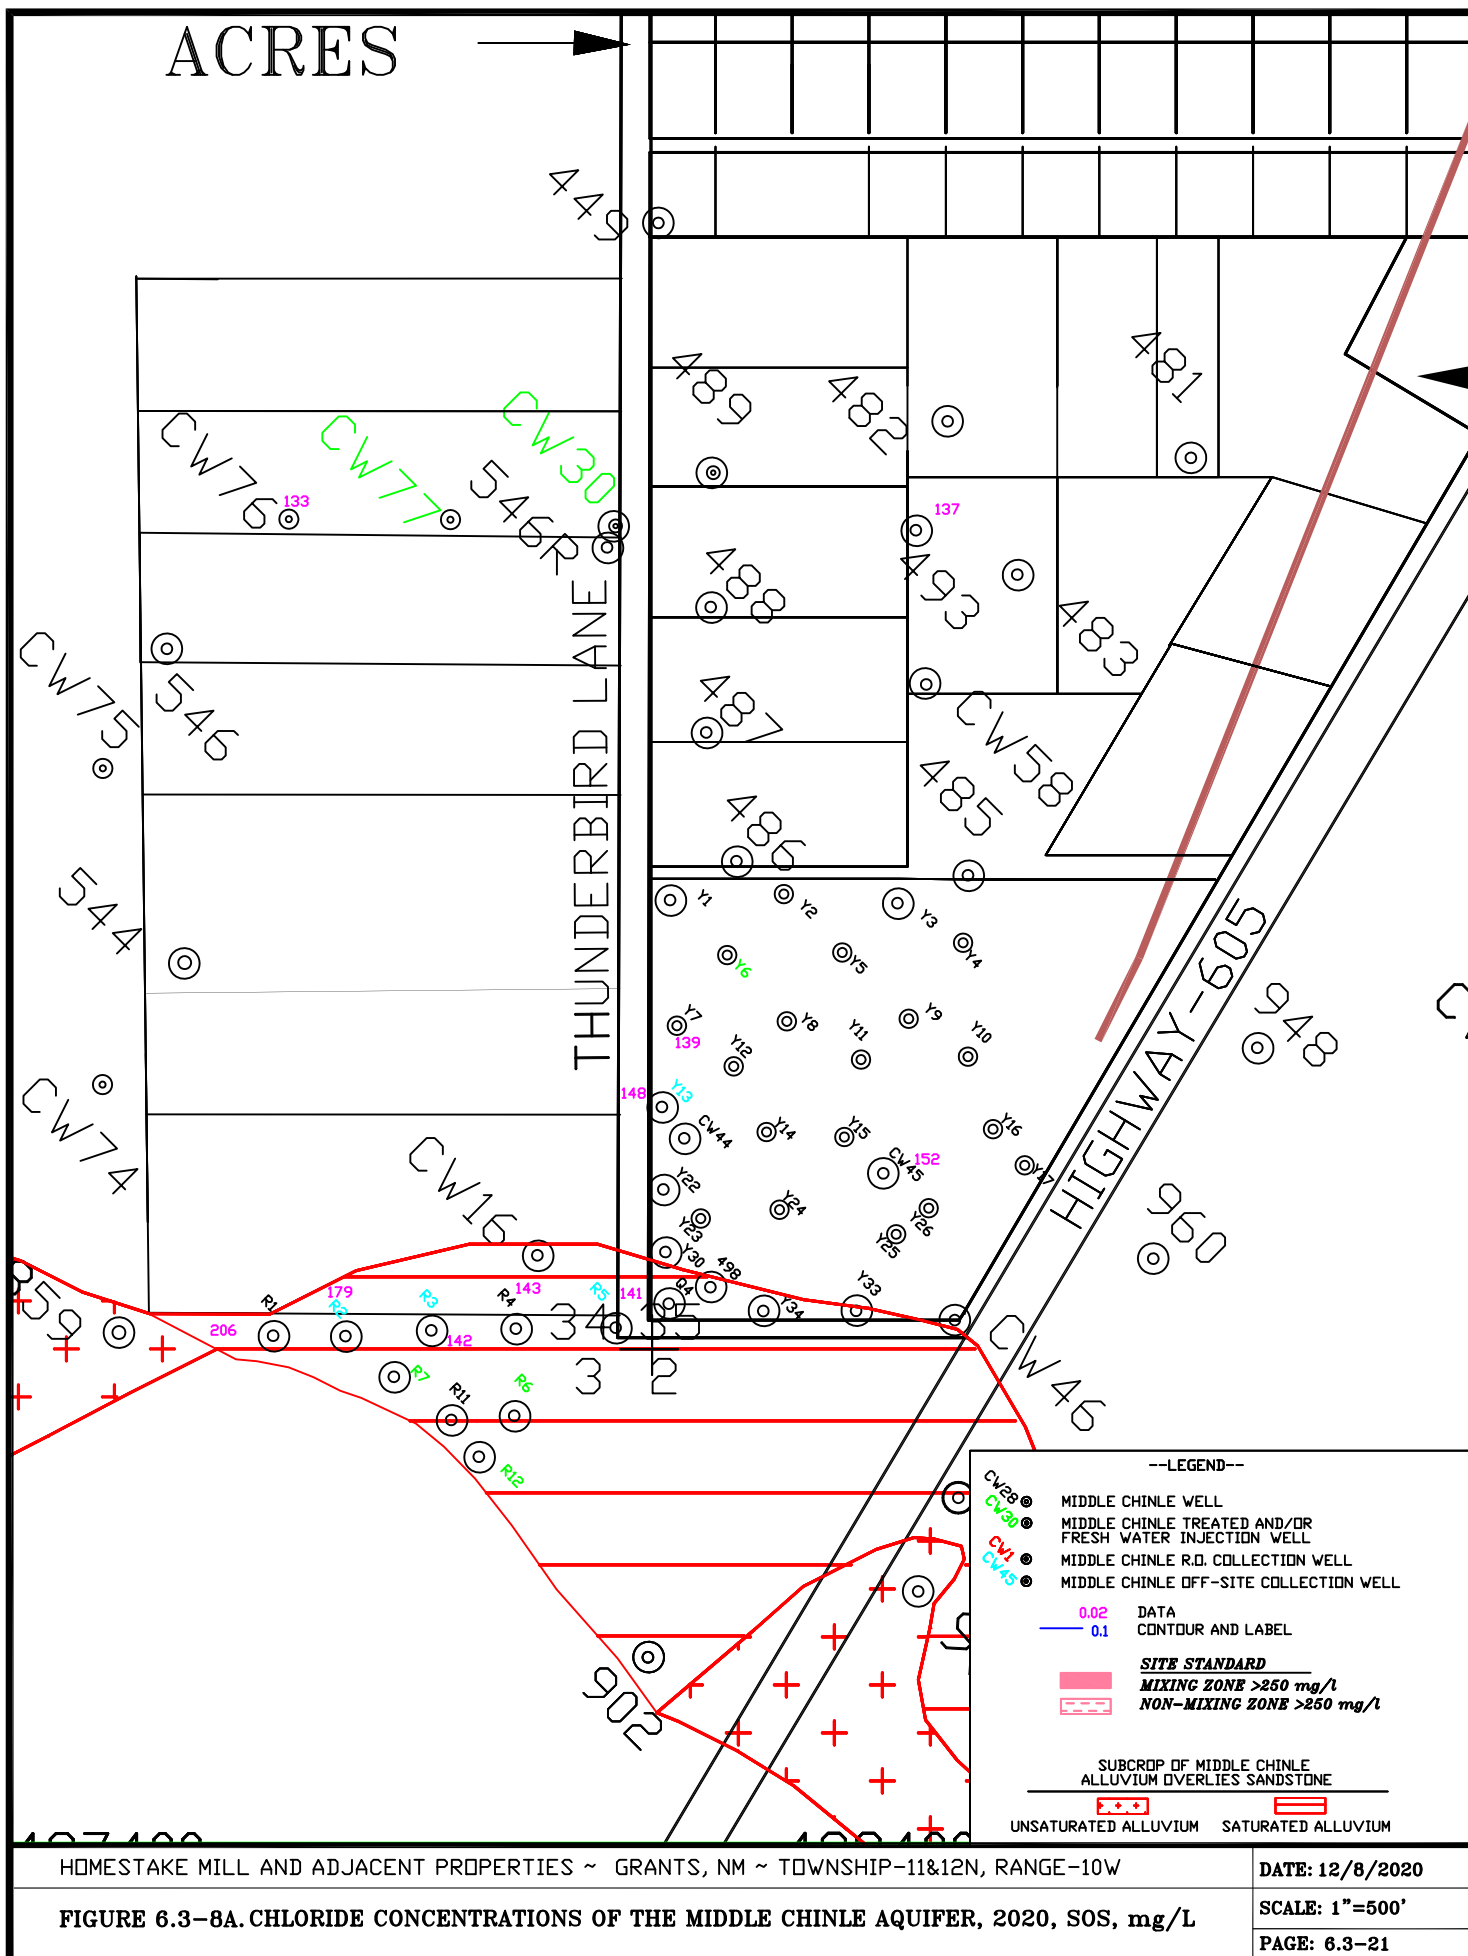 ACRES
449
489
482
481
CW76
133
CW77
546R
CW30
137
488
493
483
CW75
546
487
CW58
THUNDERBIRD LANE
486
485
544
Y1
Y2
Y3
Y4
Y6
Y5
HIGHWAY-605
948
Y7
139
Y8
Y9
Y12
Y11
Y10
CW74
148
Y13
CW44
Y14
Y15
Y16
CW45
152
Y17
CW16
Y22
Y23
Y24
Y25
Y26
960
Y30
498
Q4
Y33
Y34
CW46
959
206
R1
179
R2
R3
142
143
R4
R5
141
34
35
3
2
R7
R11
R6
R12
902
--LEGEND--
CW28 MIDDLE CHINLE WELL
CW30 MIDDLE CHINLE TREATED AND/OR
FRESH WATER INJECTION WELL
CW1 MIDDLE CHINLE R.O. COLLECTION WELL
CW45 MIDDLE CHINLE OFF-SITE COLLECTION WELL
0.02 DATA
0.1 CONTOUR AND LABEL
SITE STANDARD
MIXING ZONE >250 mg/l
NON-MIXING ZONE >250 mg/l
SUBCROP OF MIDDLE CHINLE
ALLUVIUM OVERLIES SANDSTONE
UNSATURATED ALLUVIUM SATURATED ALLUVIUM
HOMESTAKE MILL AND ADJACENT PROPERTIES ~ GRANTS, NM ~ TOWNSHIP-11&12N, RANGE-10W
DATE: 12/8/2020
FIGURE 6.3-8A. CHLORIDE CONCENTRATIONS OF THE MIDDLE CHINLE AQUIFER, 2020, SOS, mg/L
SCALE: 1"=500'
PAGE: 6.3-21